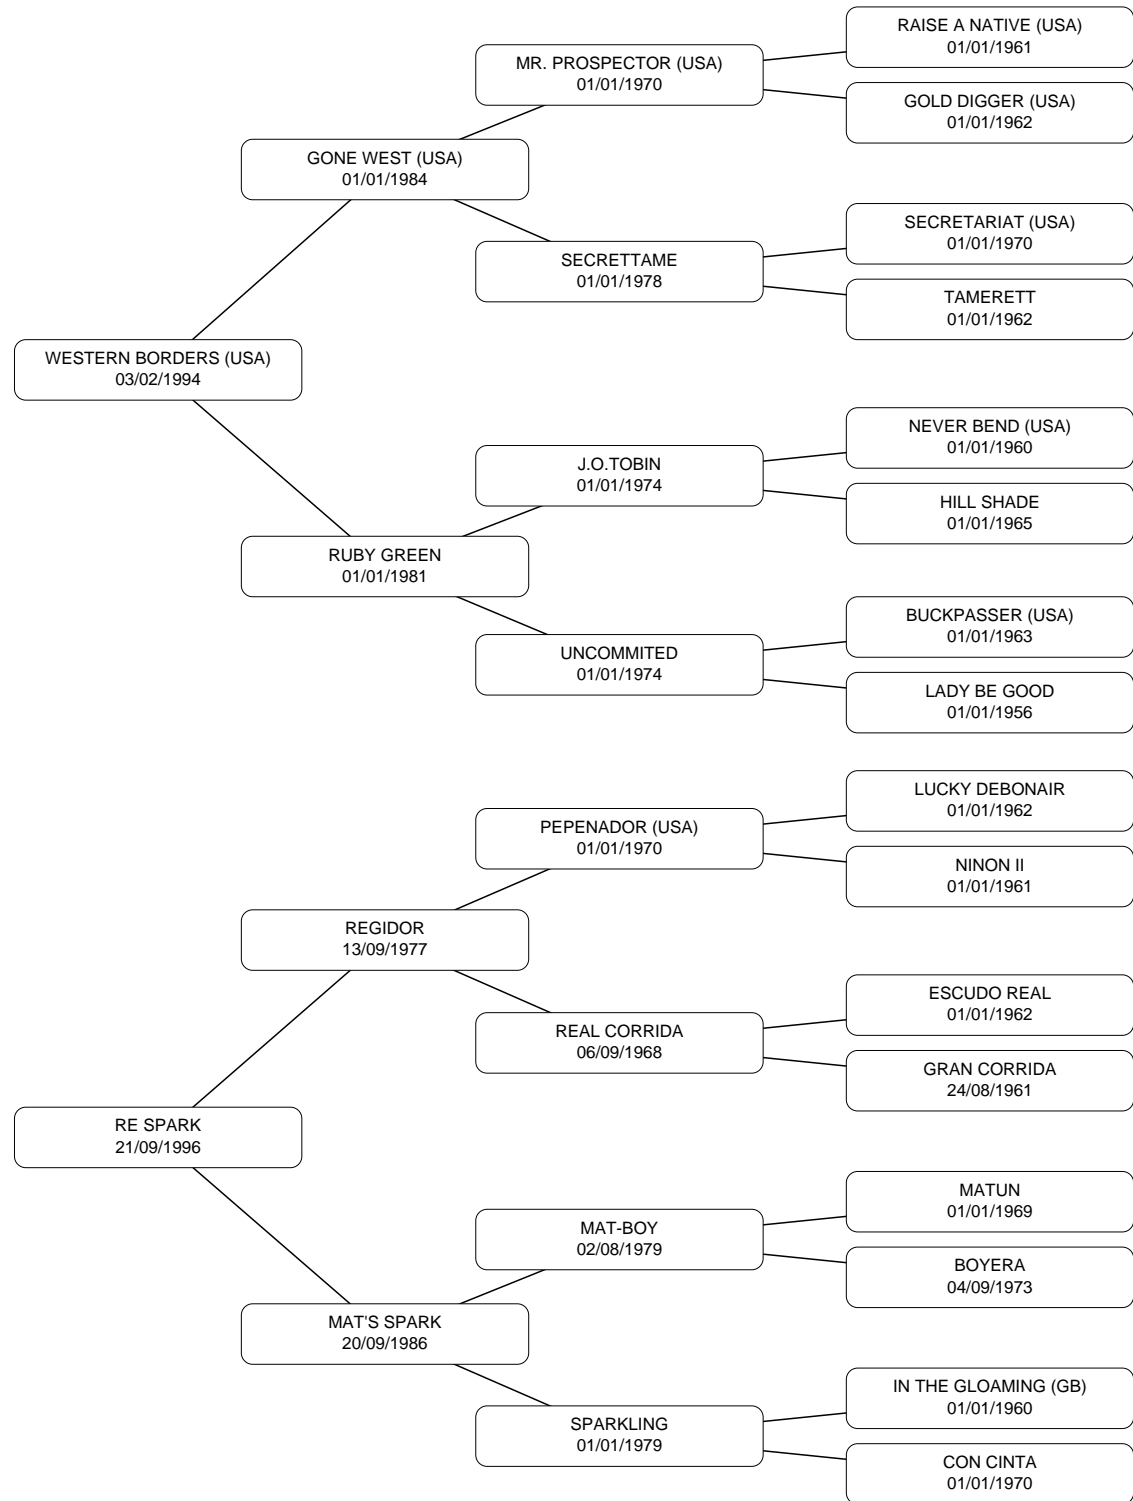 RAISE A NATIVE (USA)
01/01/1961
MR. PROSPECTOR (USA)
01/01/1970
GOLD DIGGER (USA)
01/01/1962
GONE WEST (USA)
01/01/1984
SECRETARIAT (USA)
01/01/1970
SECRETTAME
01/01/1978
TAMERETT
01/01/1962
WESTERN BORDERS (USA)
03/02/1994
NEVER BEND (USA)
01/01/1960
J.O.TOBIN
01/01/1974
HILL SHADE
01/01/1965
RUBY GREEN
01/01/1981
BUCKPASSER (USA)
01/01/1963
UNCOMMITED
01/01/1974
LADY BE GOOD
01/01/1956
LUCKY DEBONAIR
01/01/1962
PEPENADOR (USA)
01/01/1970
NINON II
01/01/1961
REGIDOR
13/09/1977
ESCUDO REAL
01/01/1962
REAL CORRIDA
06/09/1968
GRAN CORRIDA
24/08/1961
RE SPARK
21/09/1996
MATUN
01/01/1969
MAT-BOY
02/08/1979
BOYERA
04/09/1973
MAT'S SPARK
20/09/1986
IN THE GLOAMING (GB)
01/01/1960
SPARKLING
01/01/1979
CON CINTA
01/01/1970